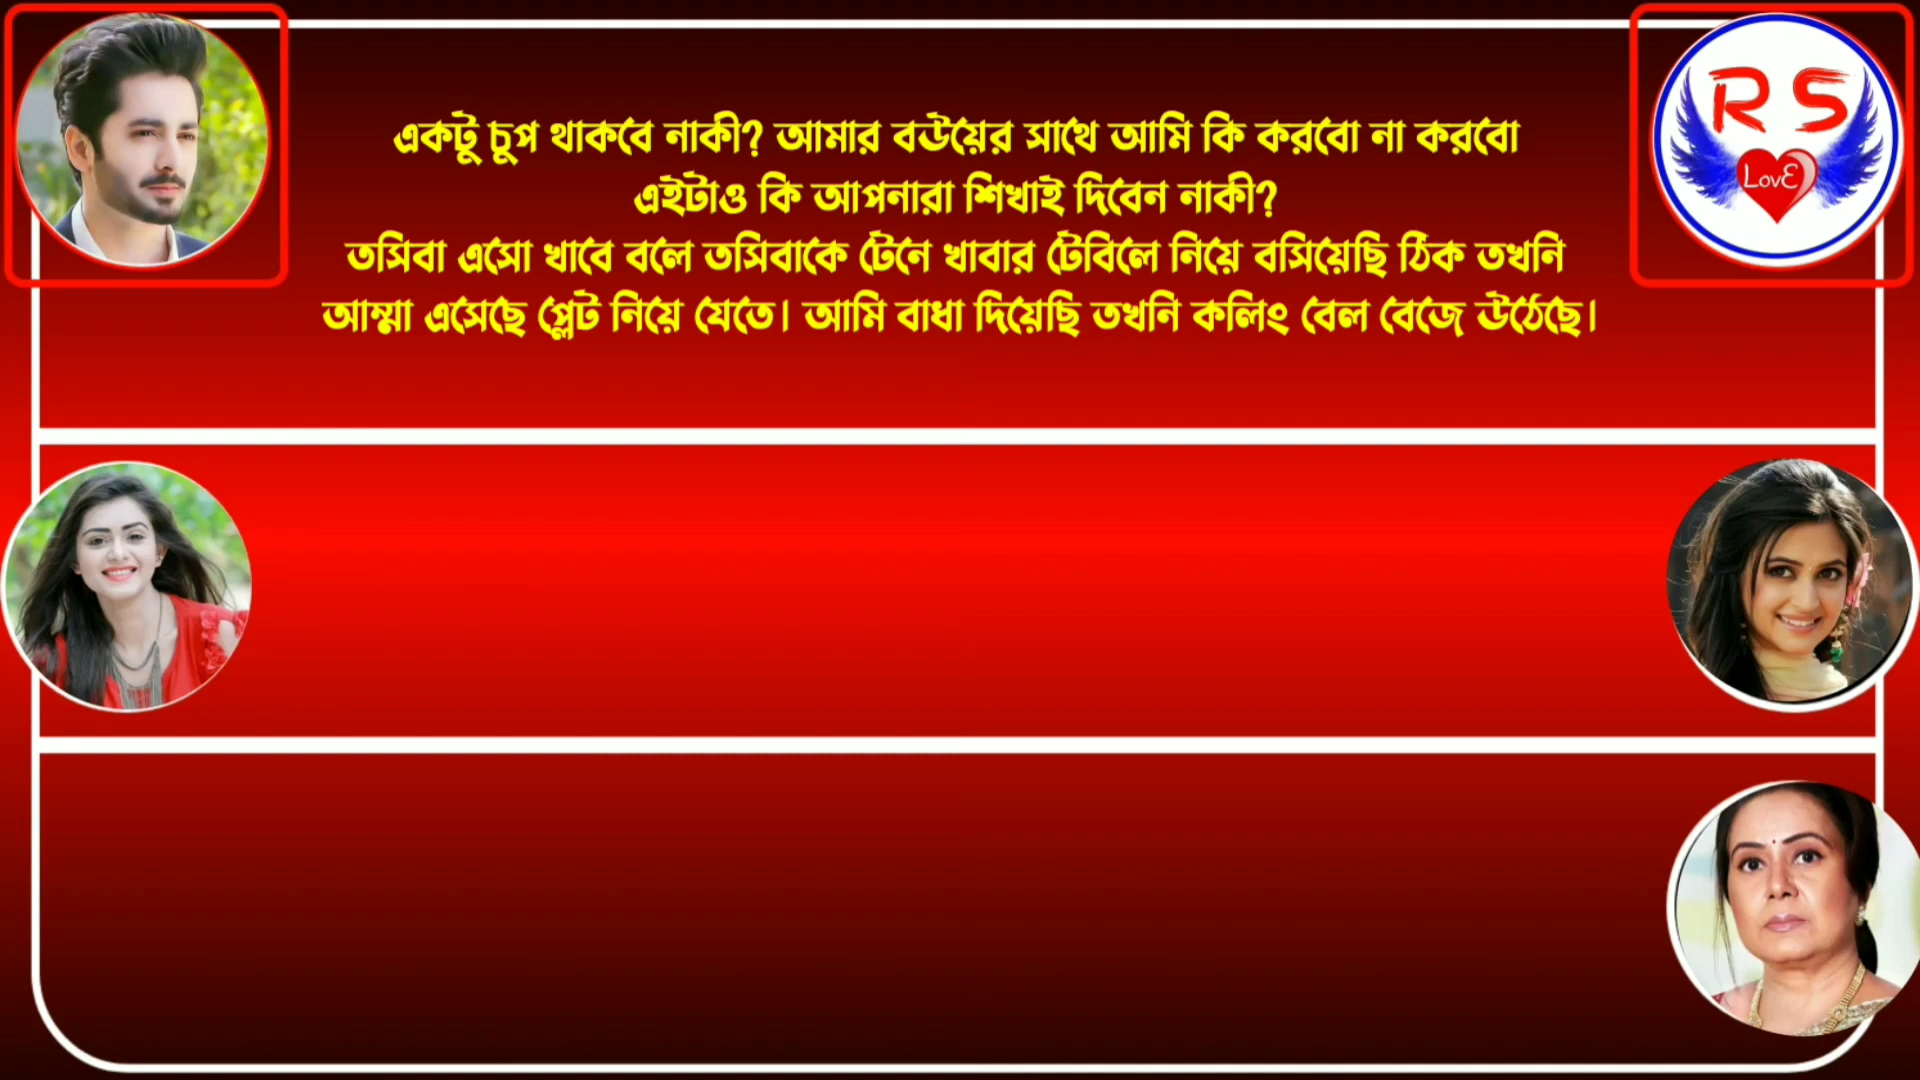 একটু চুপ থাকবে নাকী? আমার বউয়ের সাথে আমি কি করবো না করবো
এইটাও কি আপনারা শিখাই দিবেন নাকী?
তসিবা এসো খাবে বলে তসিবাকে টেনে খাবার টেবিলে নিয়ে বসিয়েছি ঠিক তখনি
আম্মা এসেছে প্লেট নিয়ে যেতে। আমি বাধা দিয়েছি তখনি কলিং বেল বেজে উঠেছে।
R S
LovE